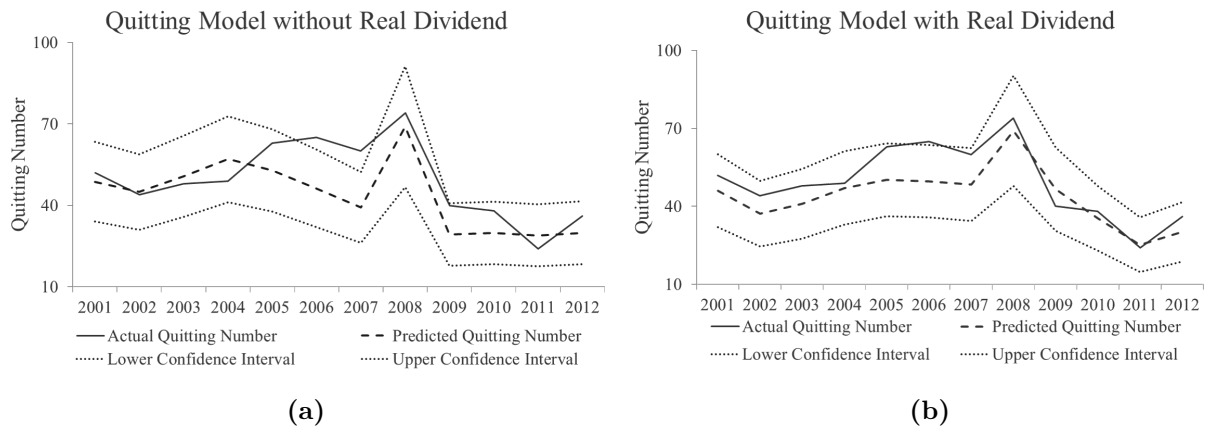 Quitting Model without Real Dividend
100
70
40
10
Quitting Number
2001 2002 2003 2004 2005 2006 2007 2008 2009 2010 2011 2012
Actual Quitting Number Predicted Quitting Number
Lower Confidence Interval Upper Confidence Interval
(a)
Quitting Model with Real Dividend
100
70
40
10
Quitting Number
2001 2002 2003 2004 2005 2006 2007 2008 2009 2010 2011 2012
Actual Quitting Number Predicted Quitting Number
Lower Confidence Interval Upper Confidence Interval
(b)